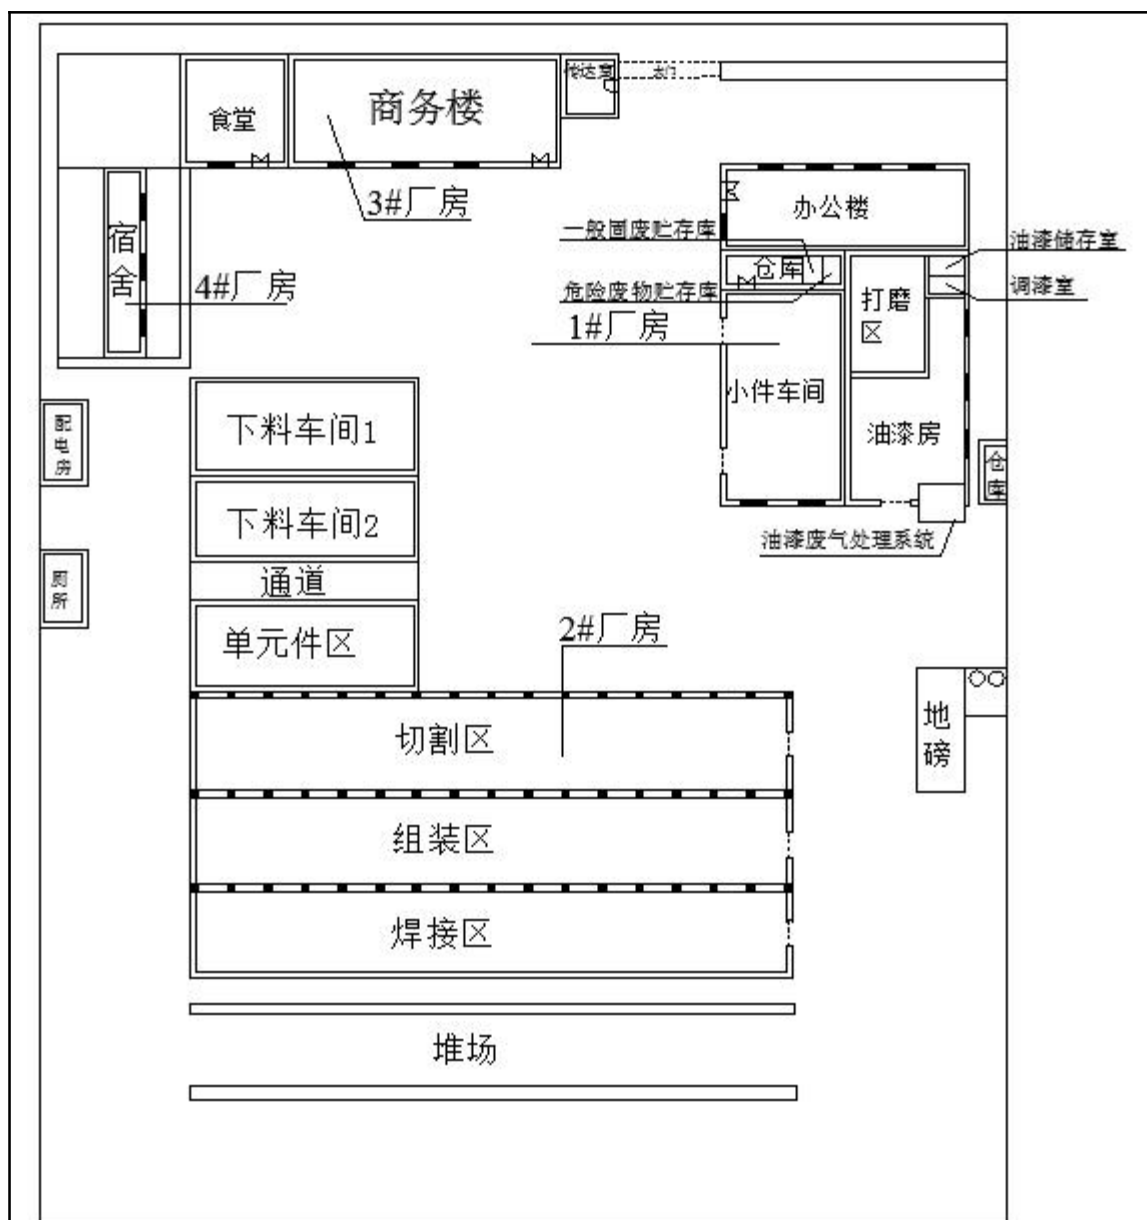 传达室
大门
食堂
商务楼
3#厂房
办公楼
一般固废贮存库
油漆储存室
宿舍
4#厂房
仓库
危险废物贮存库
打磨区
调漆室
1#厂房
小件车间
油漆房
下料车间1
配电房
仓库
下料车间2
油漆废气处理系统
通道
厕所
单元件区
2#厂房
切割区
地磅
组装区
焊接区
堆场